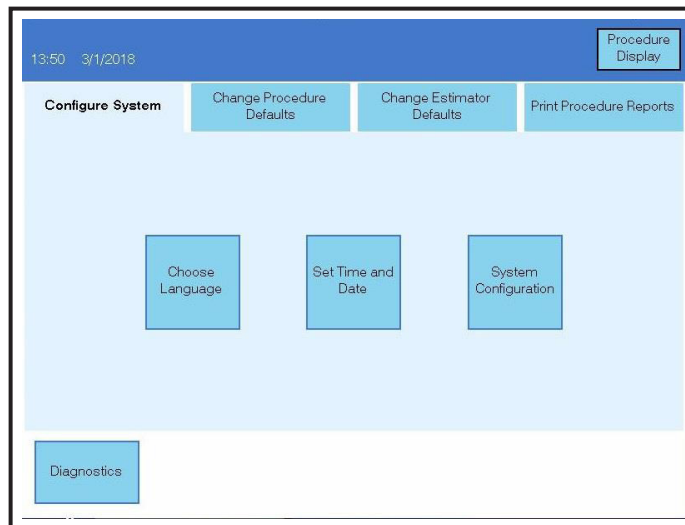 Procedure
Display
13:50 3/1/2018
Configure System
Change Procedure
Defaults
Change Estimator
Defaults
Print Procedure Reports
Choose
Language
Set Time and
Date
System
Configuration
Diagnostics